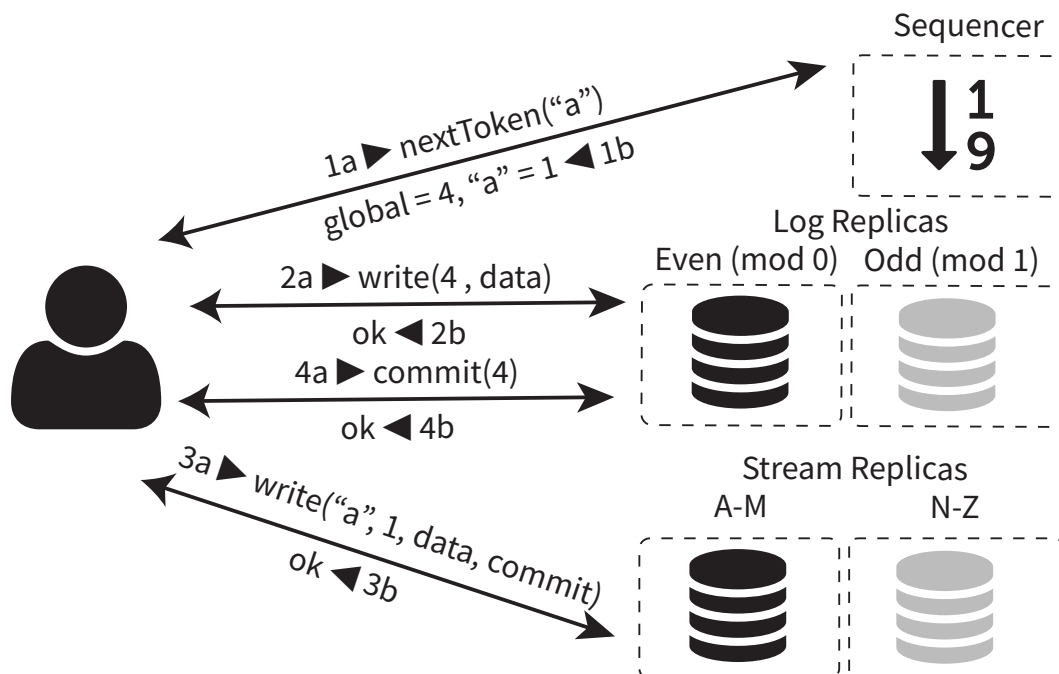 Sequencer
1
9
1a ▶ nextToken(“a”)
global = 4, “a” = 1 ◀ 1b
Log Replicas
Even (mod 0) Odd (mod 1)
2a ▶ write(4 , data)
ok ◀ 2b
4a ▶ commit(4)
ok ◀ 4b
3a ▶ write(“a”, 1, data, commit)
ok ◀ 3b
Stream Replicas
A-M N-Z